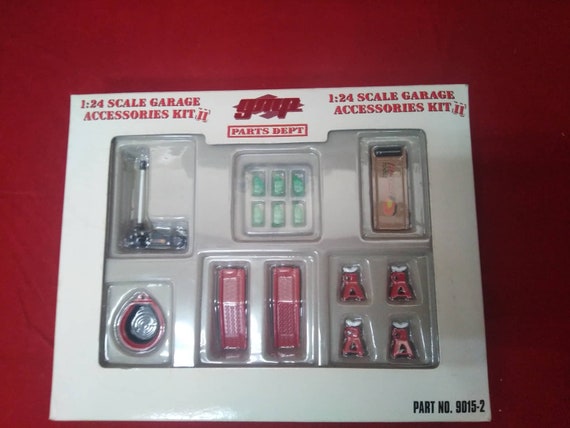 1:24 SCALE GARAGE
ACCESSORIES KIT II
gmp
PARTS DEPT
1:24 SCALE GARAGE
ACCESSORIES KIT II
PART NO. 9015-2